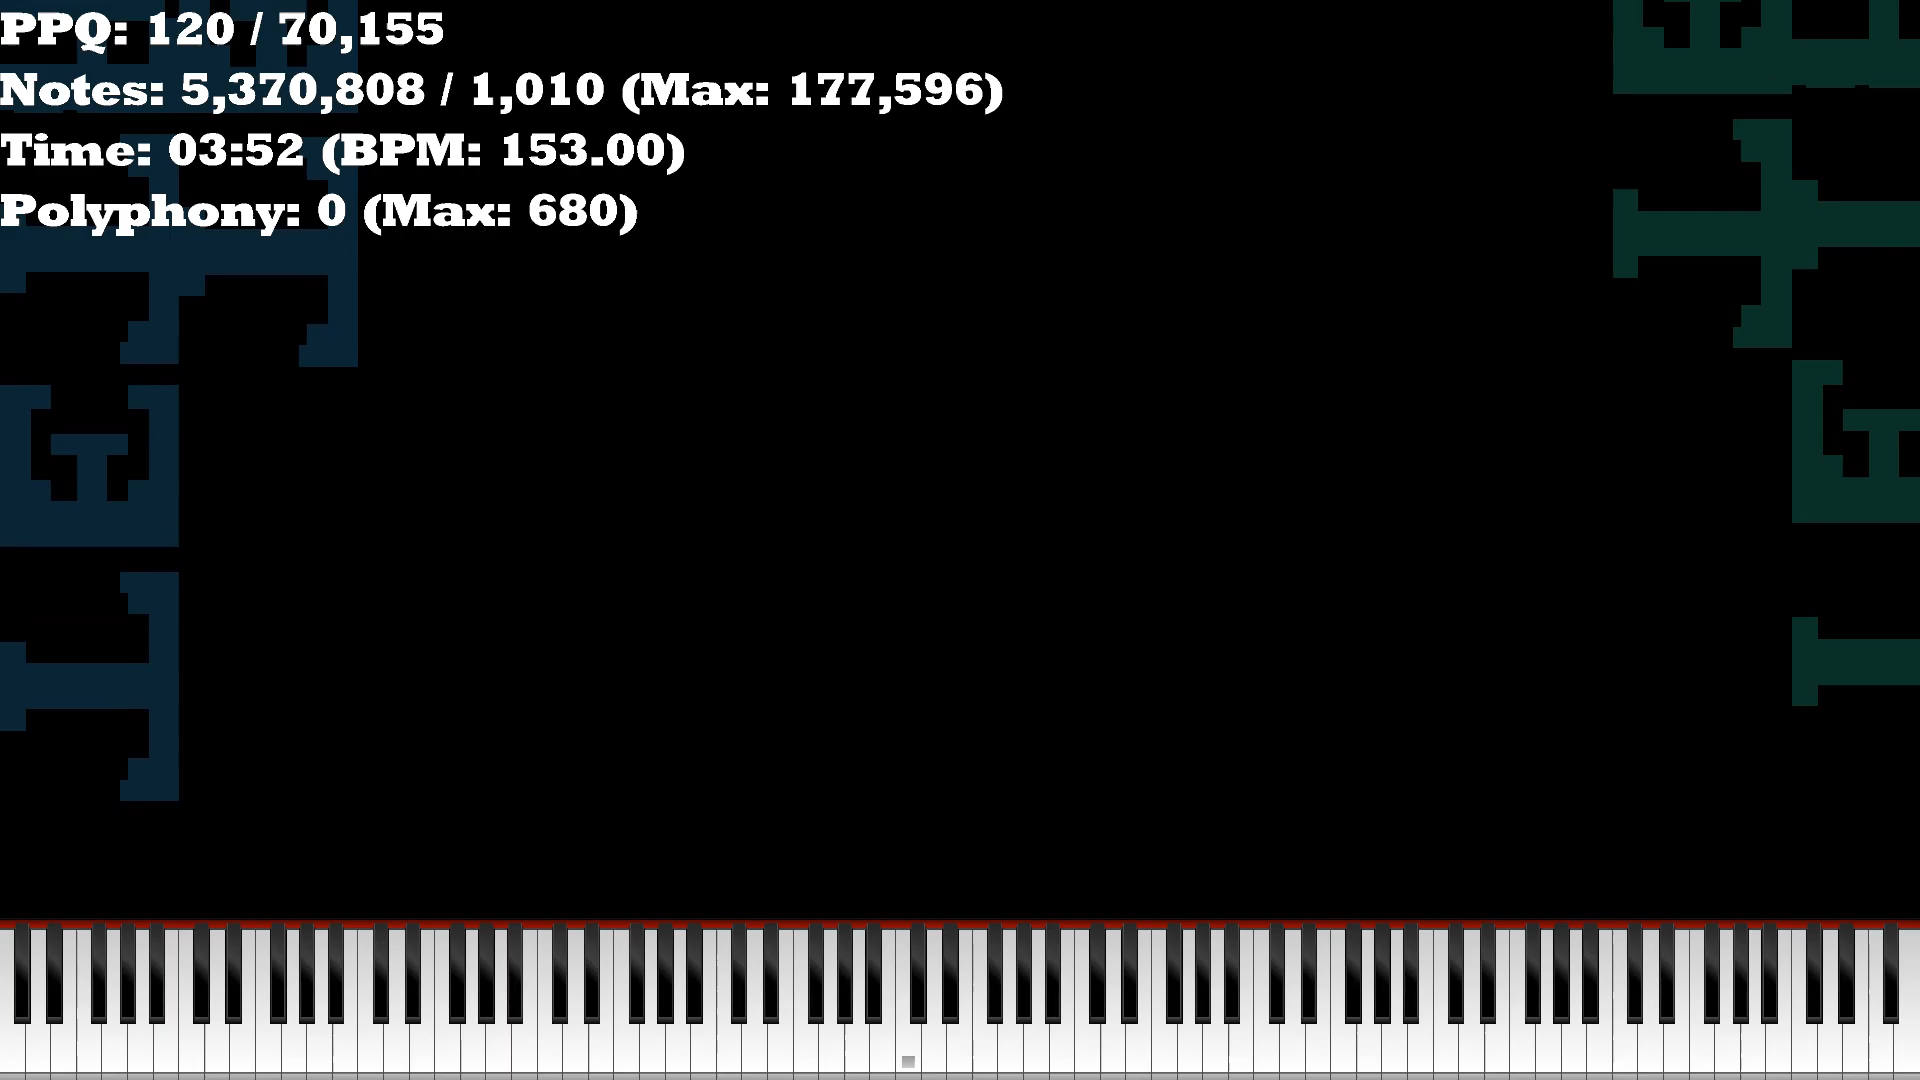 PPQ: 120 / 70,155
Notes: 5,370,808 / 1,010 (Max: 177,596)
Time: 03:52 (BPM: 153.00)
Polyphony: 0 (Max: 680)